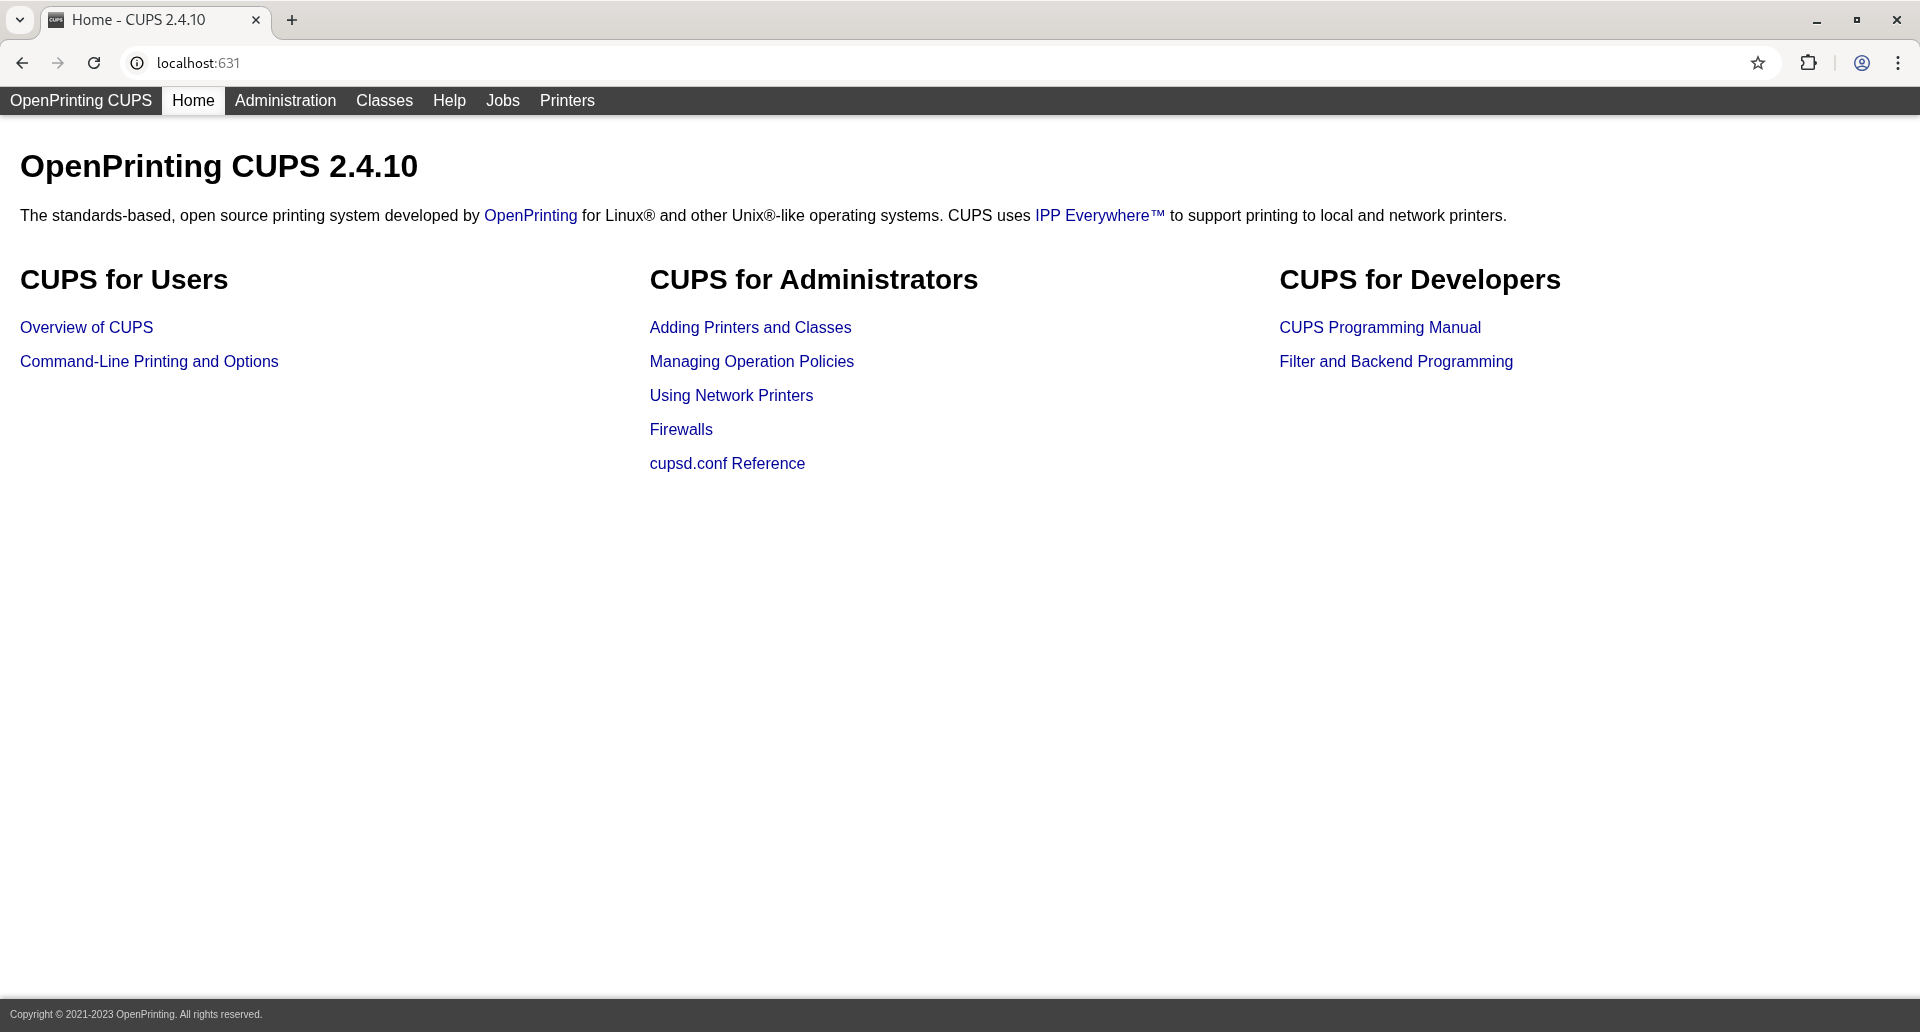 Home - CUPS 2.4.10
localhost:631
OpenPrinting CUPS Home Administration Classes Help Jobs Printers
OpenPrinting CUPS 2.4.10
The standards-based, open source printing system developed by OpenPrinting for Linux® and other Unix®-like operating systems. CUPS uses IPP Everywhere™ to support printing to local and network printers.
CUPS for Users
Overview of CUPS
Command-Line Printing and Options
CUPS for Administrators
Adding Printers and Classes
Managing Operation Policies
Using Network Printers
Firewalls
cupsd.conf Reference
CUPS for Developers
CUPS Programming Manual
Filter and Backend Programming
Copyright © 2021-2023 OpenPrinting. All rights reserved.